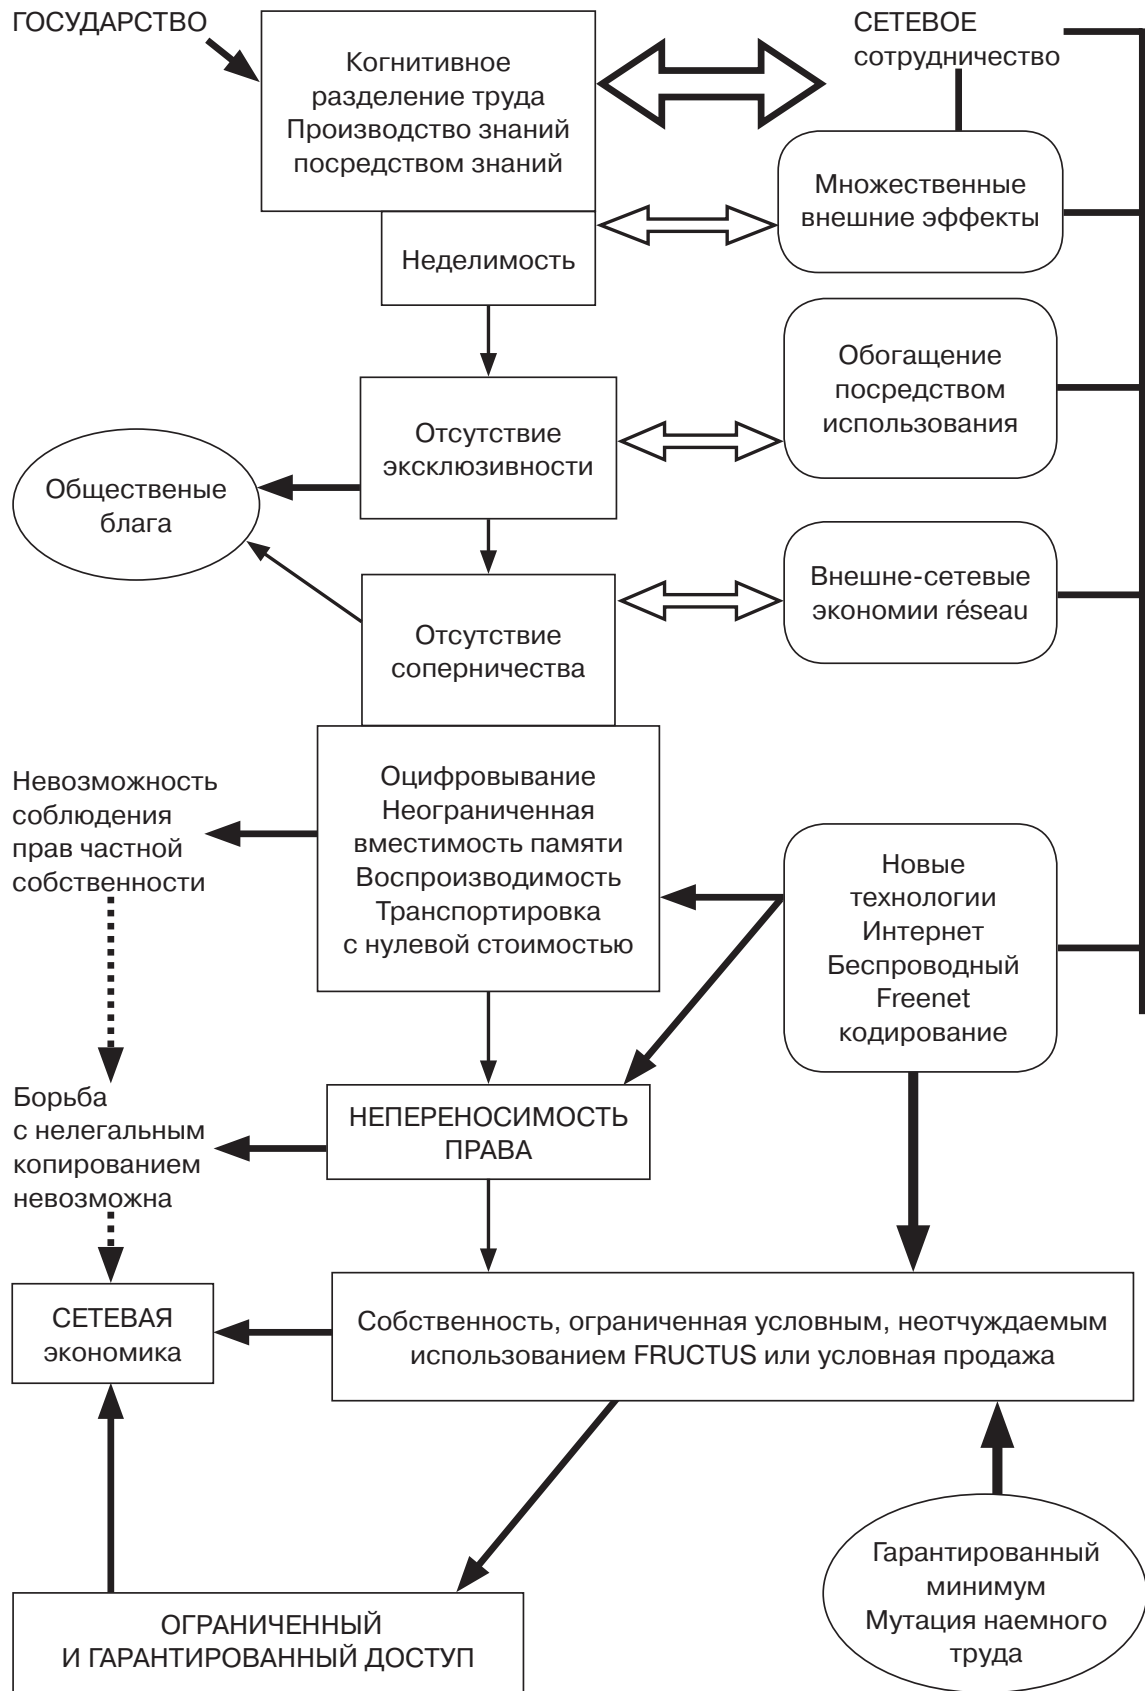 ГОСУДАРСТВО
СЕТЕВОЕ
сотрудничество
Когнитивное
разделение труда
Производство знаний
посредством знаний
Множественные
внешние эффекты
Неделимость
Обогащение
посредством
использования
Отсутствие
эксклюзивности
Общественые
блага
Внешне-сетевые
экономии réseau
Отсутствие
соперничества
Невозможность
соблюдения
прав частной
собственности
Оцифровывание
Неограниченная
вместимость памяти
Воспроизводимость
Транспортировка
с нулевой стоимостью
Новые
технологии
Интернет
Беспроводный
Freenet
кодирование
Борьба
с нелегальным
копированием
невозможна
НЕПЕРЕНОСИМОСТЬ
ПРАВА
СЕТЕВАЯ
экономика
Собственность, ограниченная условным, неотчуждаемым
использованием FRUCTUS или условная продажа
Гарантированный
минимум
Мутация наемного
труда
ОГРАНИЧЕННЫЙ
И ГАРАНТИРОВАННЫЙ ДОСТУП